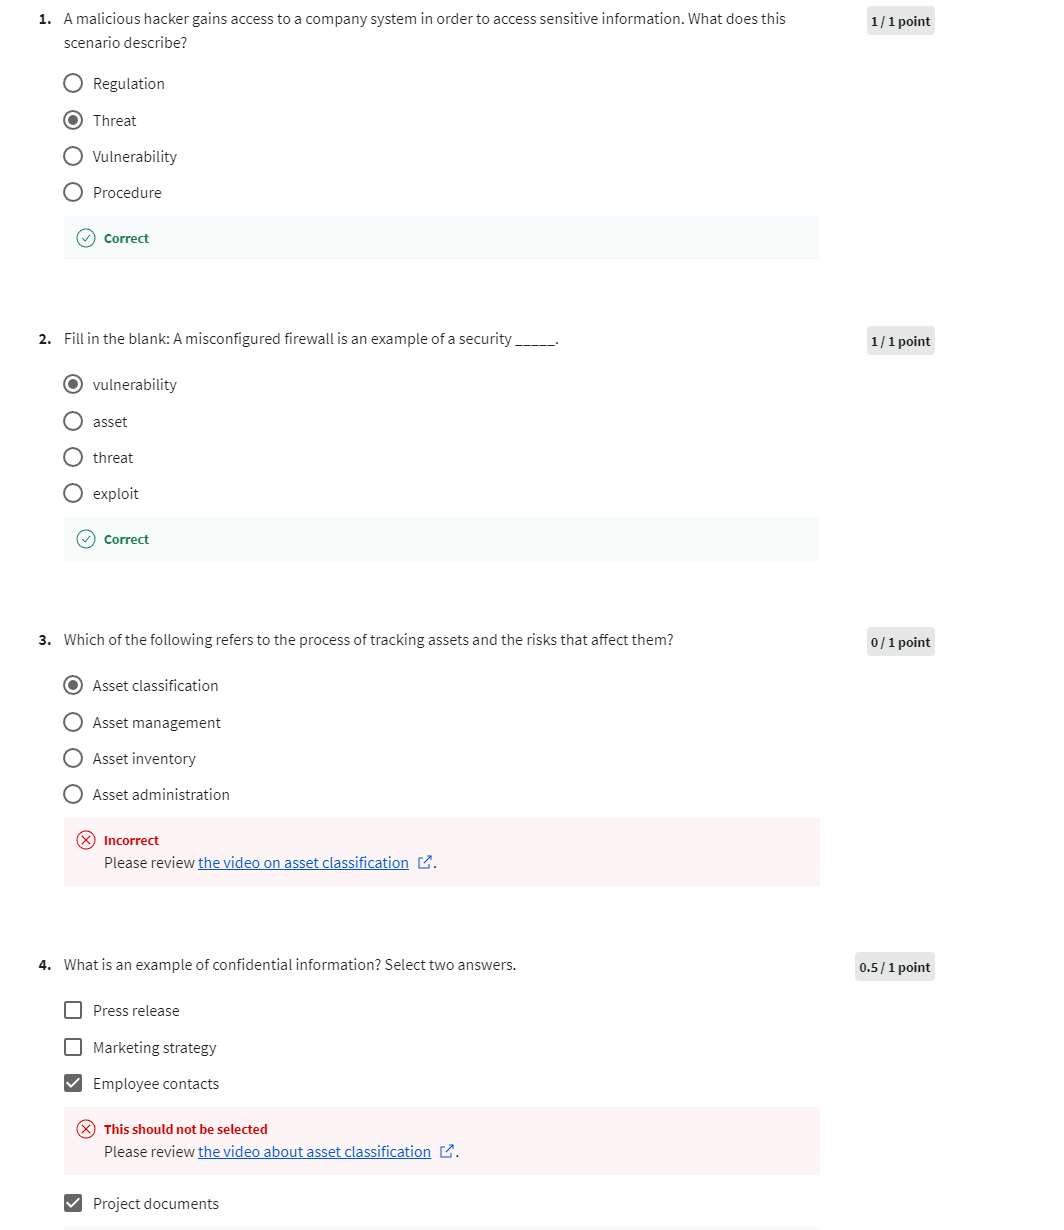 1. A malicious hacker gains access to a company system in order to access sensitive information. What does this
scenario describe?
1 / 1 point
Regulation
Threat
Vulnerability
Procedure
Correct
2. Fill in the blank: A misconfigured firewall is an example of a security _____.
1 / 1 point
vulnerability
asset
threat
exploit
Correct
3. Which of the following refers to the process of tracking assets and the risks that affect them?
0 / 1 point
Asset classification
Asset management
Asset inventory
Asset administration
Incorrect
Please review the video on asset classification.
4. What is an example of confidential information? Select two answers.
0.5 / 1 point
Press release
Marketing strategy
Employee contacts
This should not be selected
Please review the video about asset classification.
Project documents